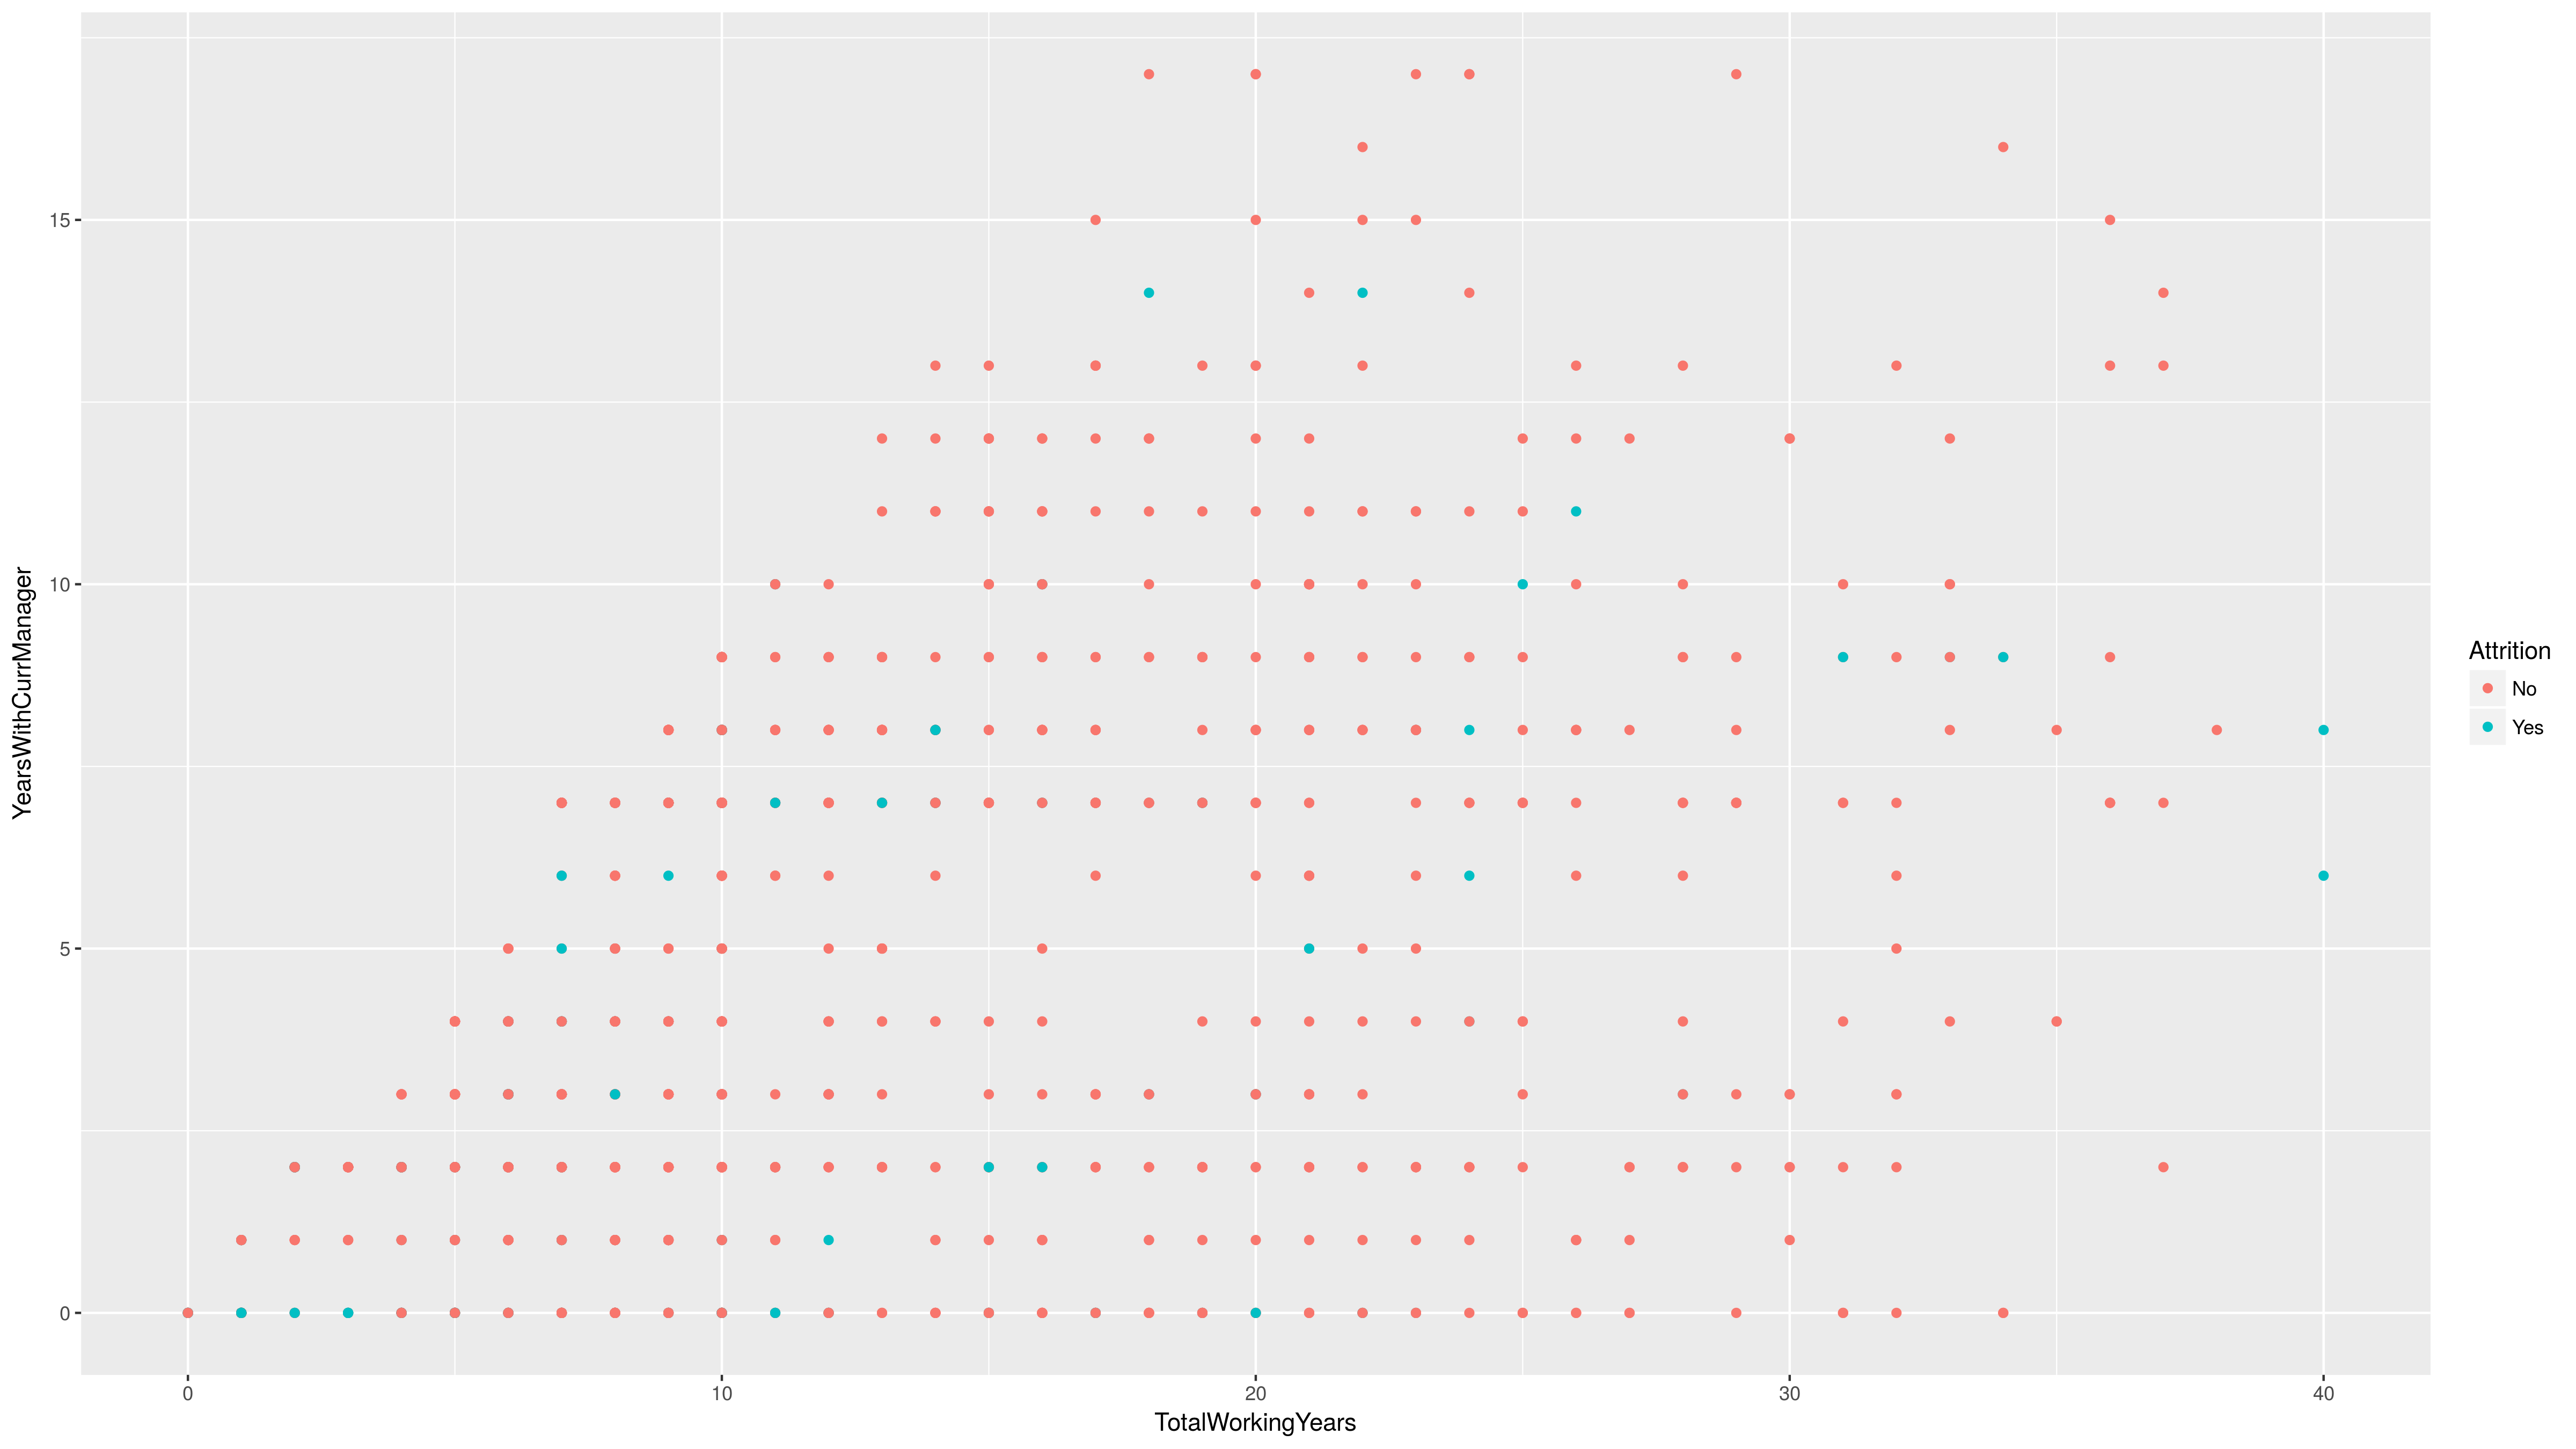 15
10
5
0
YearsWithCurrManager
0
10
20
30
40
TotalWorkingYears
Attrition
No
Yes